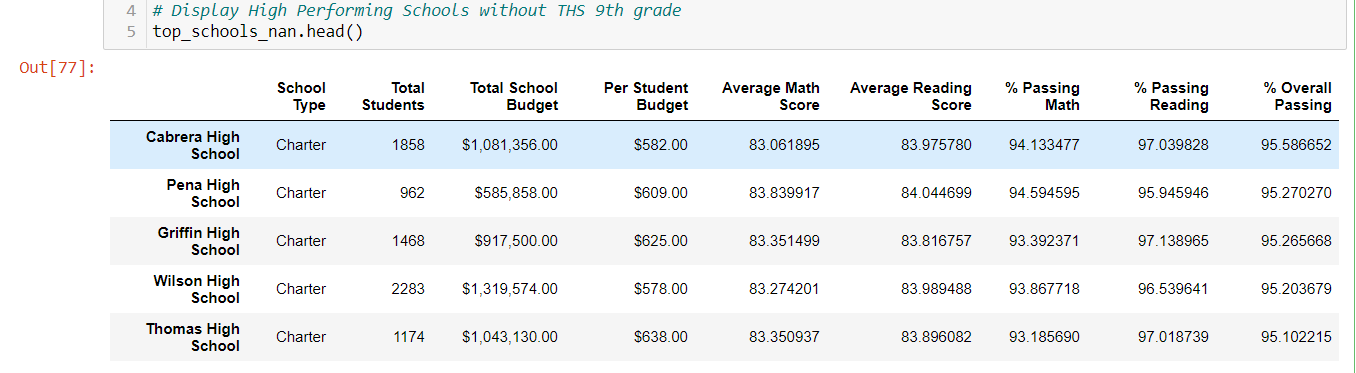 4 # Display High Performing Schools without THS 9th grade
5 top_schools_nan.head()
Out[77]:
School Type Total Students Total School Budget Per Student Budget Average Math Score Average Reading Score % Passing Math % Passing Reading % Overall Passing
Cabrera High School Charter 1858 $1,081,356.00 $582.00 83.061895 83.975780 94.133477 97.039828 95.586652
Pena High School Charter 962 $585,858.00 $609.00 83.839917 84.044699 94.594595 95.945946 95.270270
Griffin High School Charter 1468 $917,500.00 $625.00 83.351499 83.816757 93.392371 97.138965 95.265668
Wilson High School Charter 2283 $1,319,574.00 $578.00 83.274201 83.989488 93.867718 96.539641 95.203679
Thomas High School Charter 1174 $1,043,130.00 $638.00 83.350937 83.896082 93.185690 97.018739 95.102215